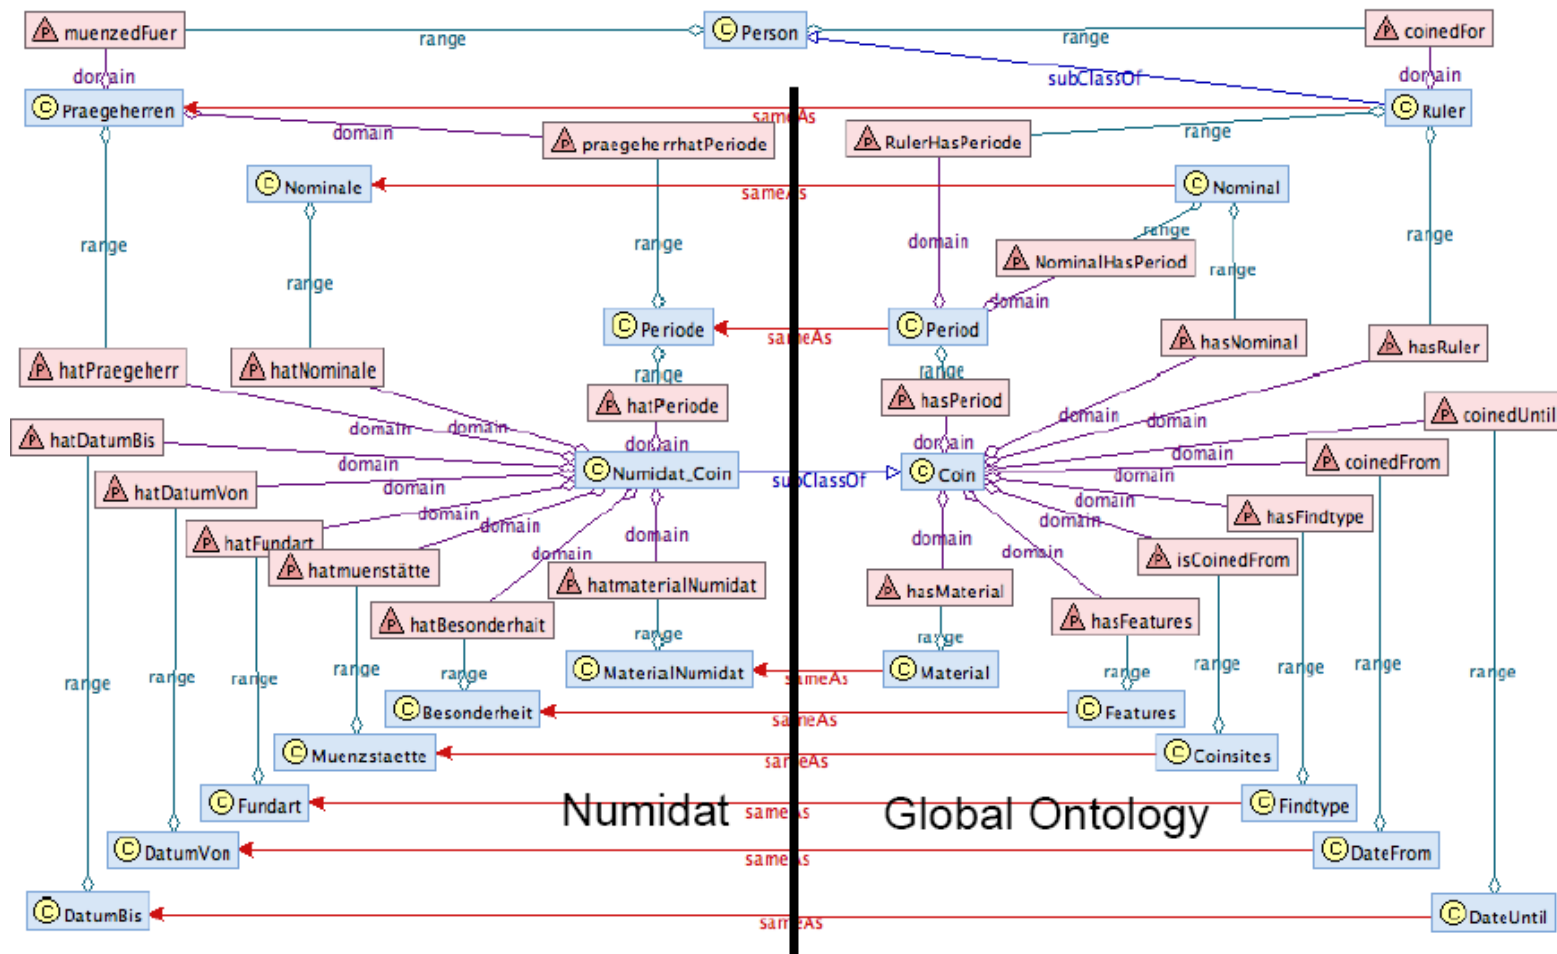 muenzedFuer
range
Person
range
coinedFor
domain
subClassOf
domain
Praegeherren
sameAs
Ruler
domain
praegeherrhatPeriode
RulerHasPeriode
range
Nominale
sameAs
Nominal
range
range
domain
range
range
NominalHasPeriod
range
range
domain
Periode
sameAs
Period
hasNominal
hasRuler
hatPraegeherr
hatNominale
range
range
hatPeriode
hasPeriod
coinedUntil
hatDatumBis
domain
domain
domain
domain
domain
domain
domain
coinedFrom
Numidat_Coin
subClassOf
Coin
domain
hatDatumVon
domain
domain
hasFindtype
hatFundart
domain
domain
domain
domain
domain
hatmuenstätte
domain
domain
isCoinedFrom
hatmaterialNumidat
hasMaterial
hatBesonderhait
hasFeatures
range
range
range
range
range
range
range
range
range
range
range
range
MaterialNumidat
sameAs
Material
Besonderheit
sameAs
Features
Muenzstaette
sameAs
Coinsites
Fundart
Numidat
sameAs
Global Ontology
Findtype
DatumVon
sameAs
DateFrom
DatumBis
sameAs
DateUntil